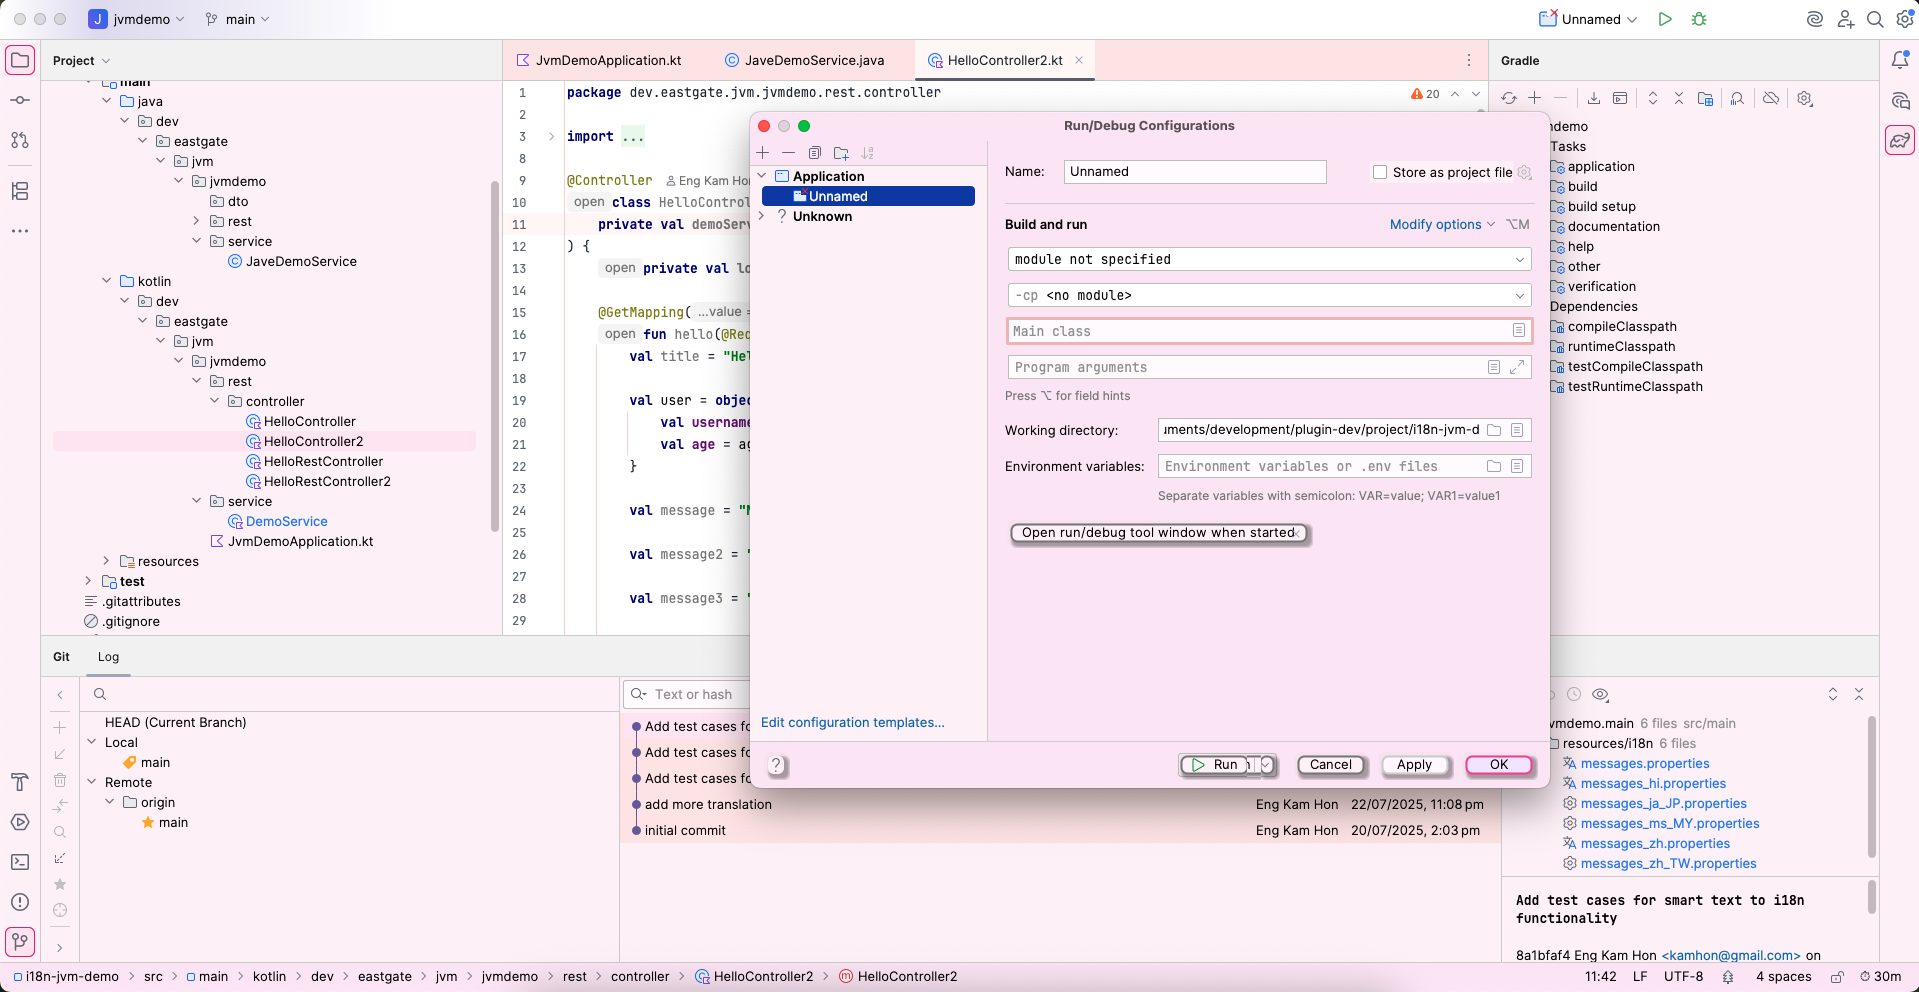 J jvmdemo main Unnamed
Project
main
java
dev
eastgate
jvm
jvmdemo
dto
rest
service
JaveDemoService
kotlin
dev
eastgate
jvm
jvmdemo
rest
controller
HelloController
HelloController2
HelloRestController
HelloRestController2
service
DemoService
JvmDemoApplication.kt
resources
test
.gitattributes
.gitignore
JvmDemoApplication.kt JaveDemoService.java HelloController2.kt
1 package dev.eastgate.jvm.jvmdemo.rest.controller
20
2
3 import ...
8
9 @Controller Eng Kam Hon
10 open class HelloControl
11 private val demoServ
12 ) {
13 open private val lo
14
15 @GetMapping( ...value =
16 open fun hello(@Req
17 val title = "Hel
18
19 val user = objec
20 val username
21 val age = ag
22 }
23
24 val message = "
25
26 val message2 = "
27
28 val message3 = "
29
Run/Debug Configurations
Application
Unnamed
? Unknown
Edit configuration templates...
Name: Unnamed Store as project file
Build and run Modify options ⌥M
module not specified
-cp <no module>
Main class
Program arguments
Press ⌥ for field hints
Working directory: uments/development/plugin-dev/project/i18n-jvm-d
Environment variables: Environment variables or .env files
Separate variables with semicolon: VAR=value; VAR1=value1
Open run/debug tool window when started
? Run Cancel Apply OK
Gradle
demo
Tasks
application
build
build setup
documentation
help
other
verification
Dependencies
compileClasspath
runtimeClasspath
testCompileClasspath
testRuntimeClasspath
Git Log
HEAD (Current Branch)
Local
main
Remote
origin
main
Text or hash
Add test cases fo
Add test cases fo
Add test cases fo
add more translation Eng Kam Hon 22/07/2025, 11:08 pm
initial commit Eng Kam Hon 20/07/2025, 2:03 pm
vmdemo.main 6 files src/main
resources/i18n 6 files
messages.properties
messages_hi.properties
messages_ja_JP.properties
messages_ms_MY.properties
messages_zh.properties
messages_zh_TW.properties
Add test cases for smart text to i18n
functionality
8a1bfaf4 Eng Kam Hon <kamhon@gmail.com> on
i18n-jvm-demo src main kotlin dev eastgate jvm jvmdemo rest controller HelloController2 HelloController2 11:42 LF UTF-8 4 spaces 30m